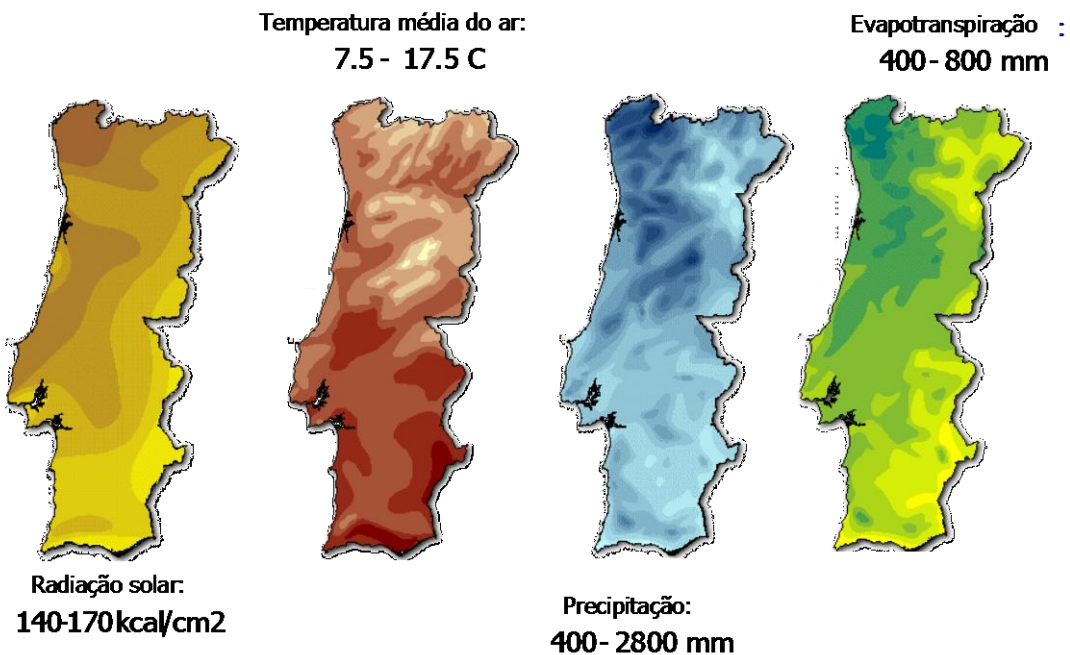 Temperatura média do ar:
7.5 - 17.5 C
Evapotranspiração :
400 - 800 mm
Radiação solar:
140-170 kcal/cm2
Precipitação:
400 - 2800 mm